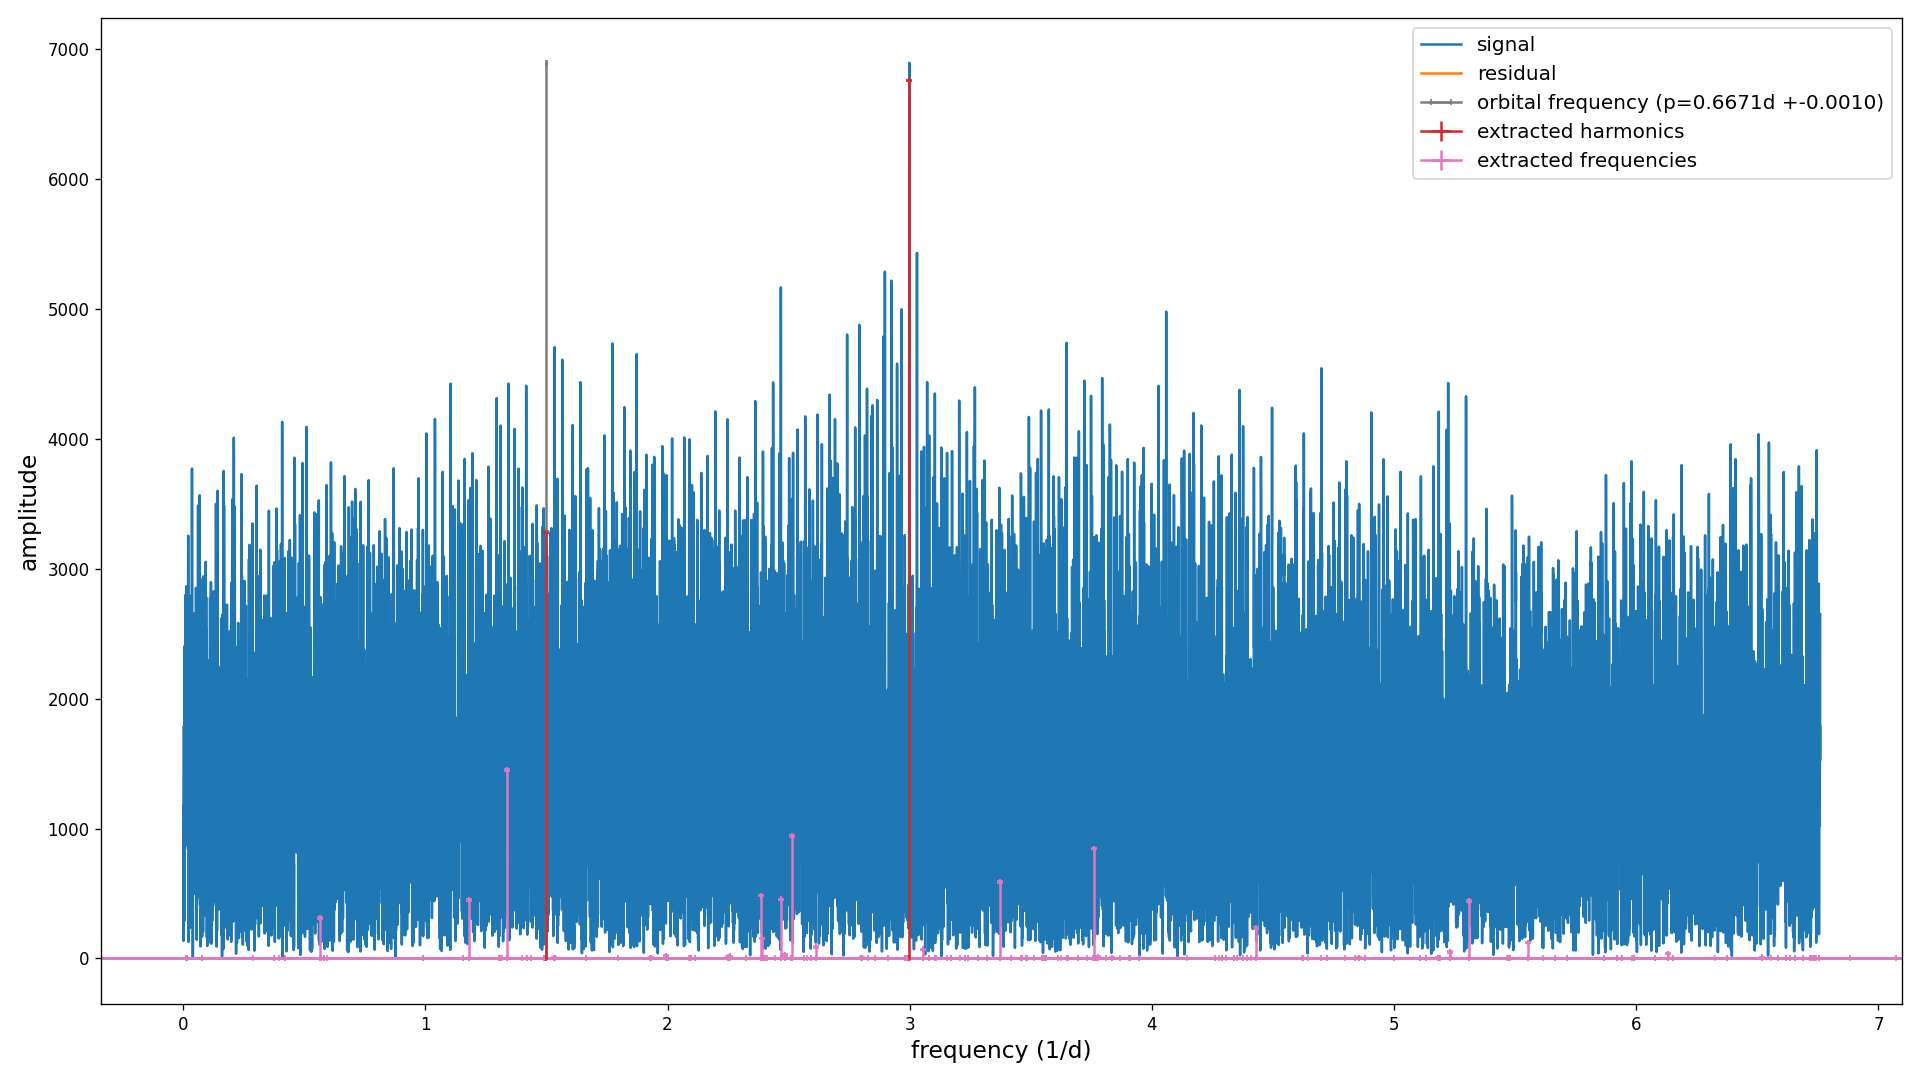 7000
6000
5000
4000
3000
2000
1000
0
amplitude
0 1 2 3 4 5 6 7
frequency (1/d)
signal
residual
orbital frequency (p=0.6671d +-0.0010)
extracted harmonics
extracted frequencies